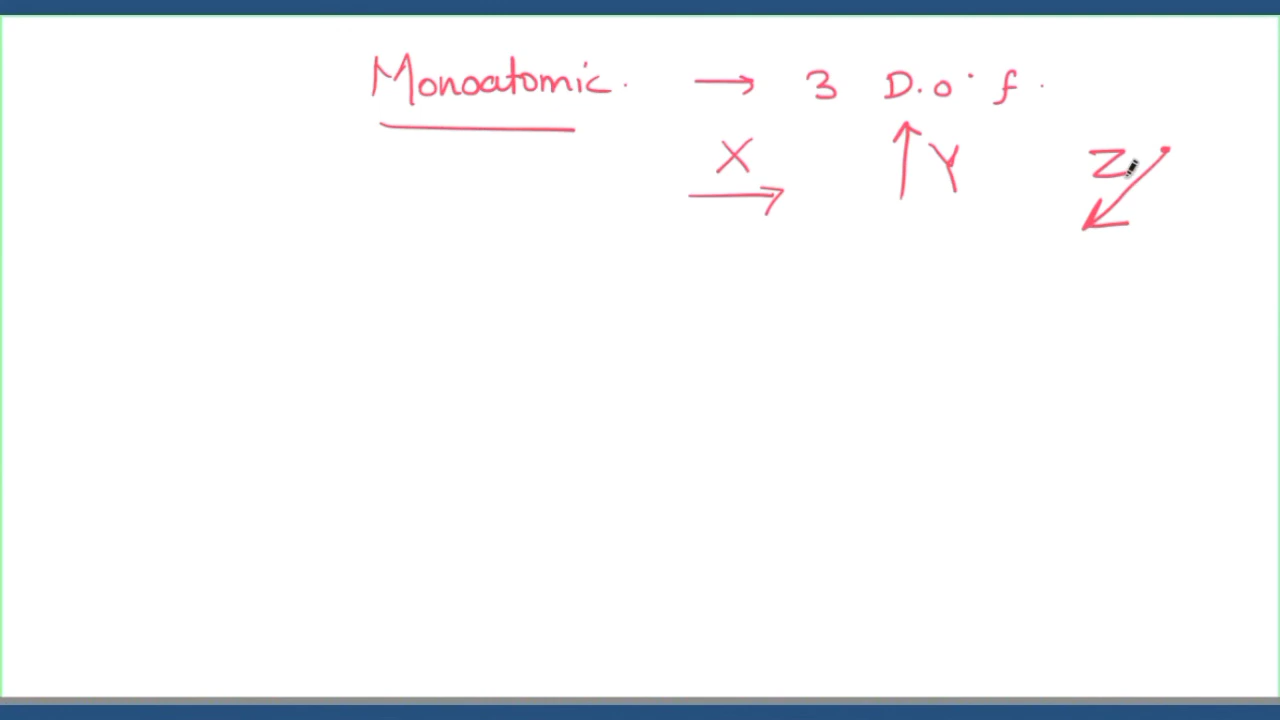 Monoatomic. → 3 D.o.f.
X Y Z